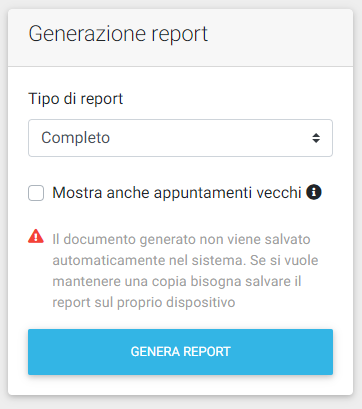 Generazione report
Tipo di report
Completo
Mostra anche appuntamenti vecchi
Il documento generato non viene salvato
automaticamente nel sistema. Se si vuole
mantenere una copia bisogna salvare il
report sul proprio dispositivo
GENERA REPORT